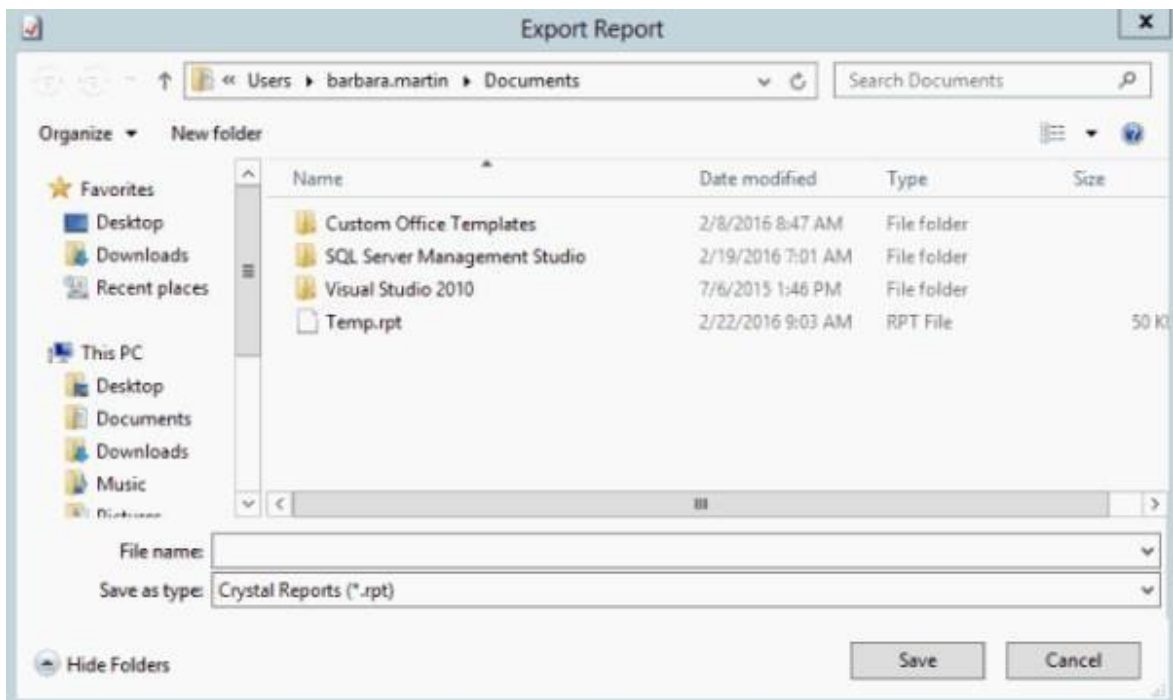 Export Report
x
« Users ▸ barbara.martin ▸ Documents
Search Documents
Organize New folder
Name Date modified Type Size
Favorites
Desktop
Downloads
Recent places
This PC
Desktop
Documents
Downloads
Music
Custom Office Templates 2/8/2016 8:47 AM File folder
SQL Server Management Studio 2/19/2016 7:01 AM File folder
Visual Studio 2010 7/6/2015 1:46 PM File folder
Temp.rpt 2/22/2016 9:03 AM RPT File 50 K
File name:
Save as type: Crystal Reports (*.rpt)
Hide Folders
Save Cancel